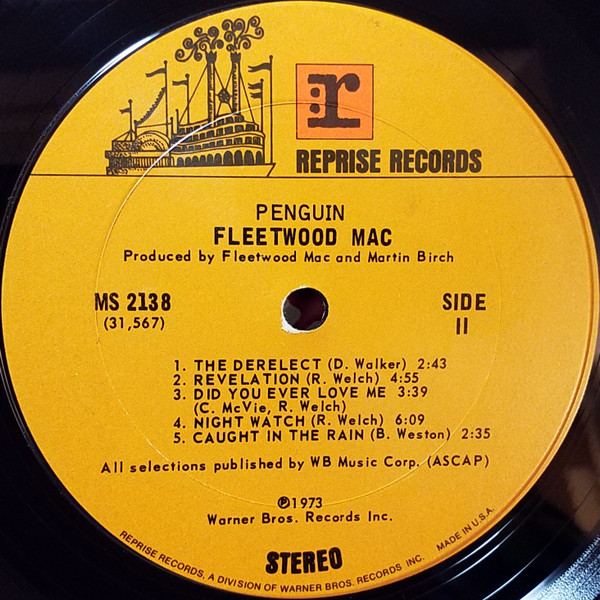 r
REPRISE RECORDS
PENGUIN
FLEETWOOD MAC
Produced by Fleetwood Mac and Martin Birch
MS 2138
(31,567)
SIDE
II
1. THE DERELECT (D. Walker) 2:43
2. REVELATION (R. Welch) 4:55
3. DID YOU EVER LOVE ME 3:39
(C. McVie, R. Welch)
4. NIGHT WATCH (R. Welch) 6:09
5. CAUGHT IN THE RAIN (B. Weston) 2:35
All selections published by WB Music Corp. (ASCAP)
℗1973
Warner Bros. Records Inc.
STEREO
REPRISE RECORDS, A DIVISION OF WARNER BROS. RECORDS INC. MADE IN U.S.A.